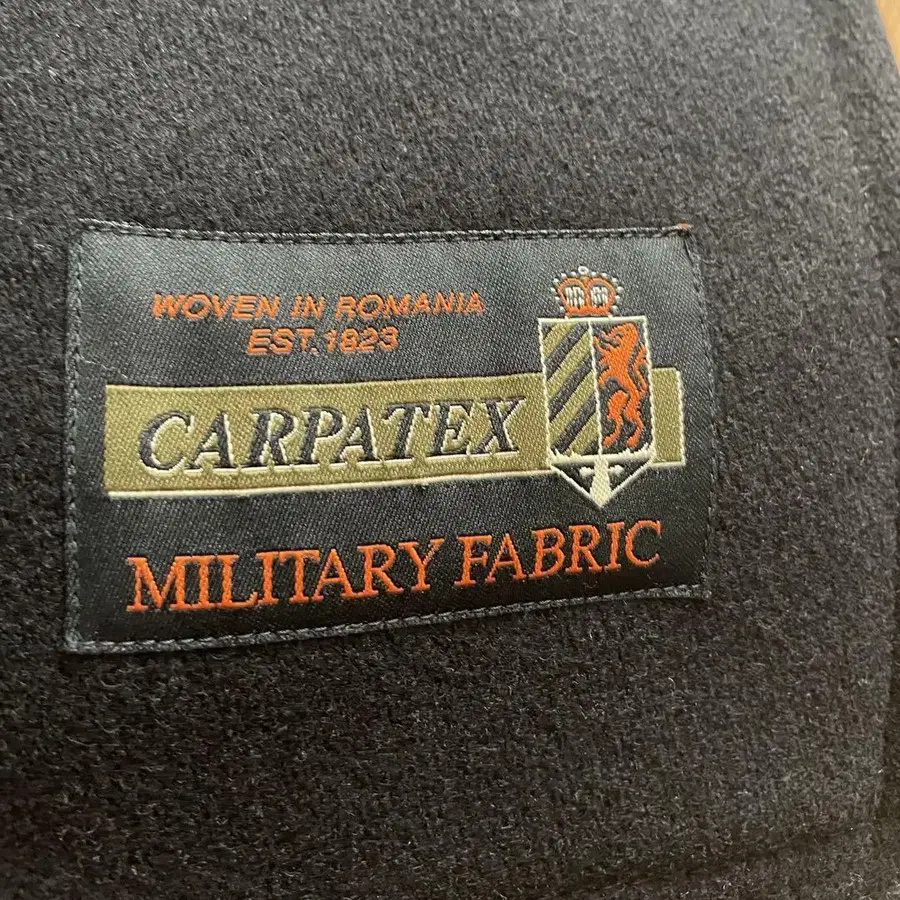 WOVEN IN ROMANIA
EST. 1823
CARPATEX
MILITARY FABRIC